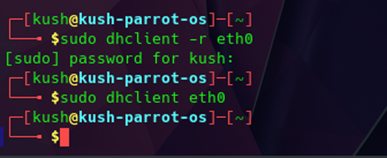 ┌─[kush@kush-parrot-os]─[~]
└──╼ $sudo dhclient -r eth0
[sudo] password for kush:
┌─[kush@kush-parrot-os]─[~]
└──╼ $sudo dhclient eth0
┌─[kush@kush-parrot-os]─[~]
└──╼ $